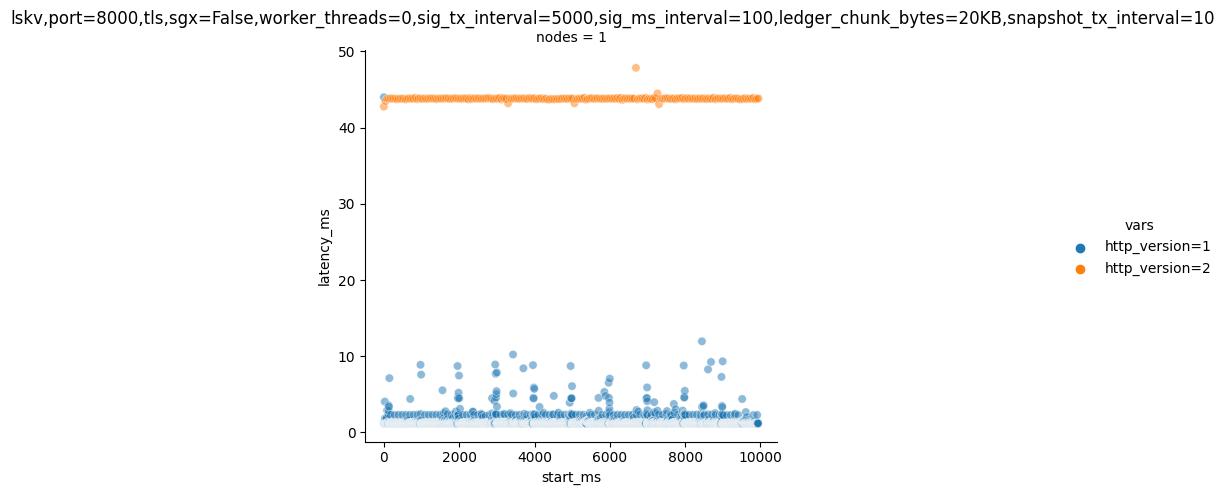 lskv,port=8000,tls,sgx=False,worker_threads=0,sig_tx_interval=5000,sig_ms_interval=100,ledger_chunk_bytes=20KB,snapshot_tx_interval=10
nodes = 1
50
40
30
20
10
0
latency_ms
0 2000 4000 6000 8000 10000
start_ms
vars
http_version=1
http_version=2